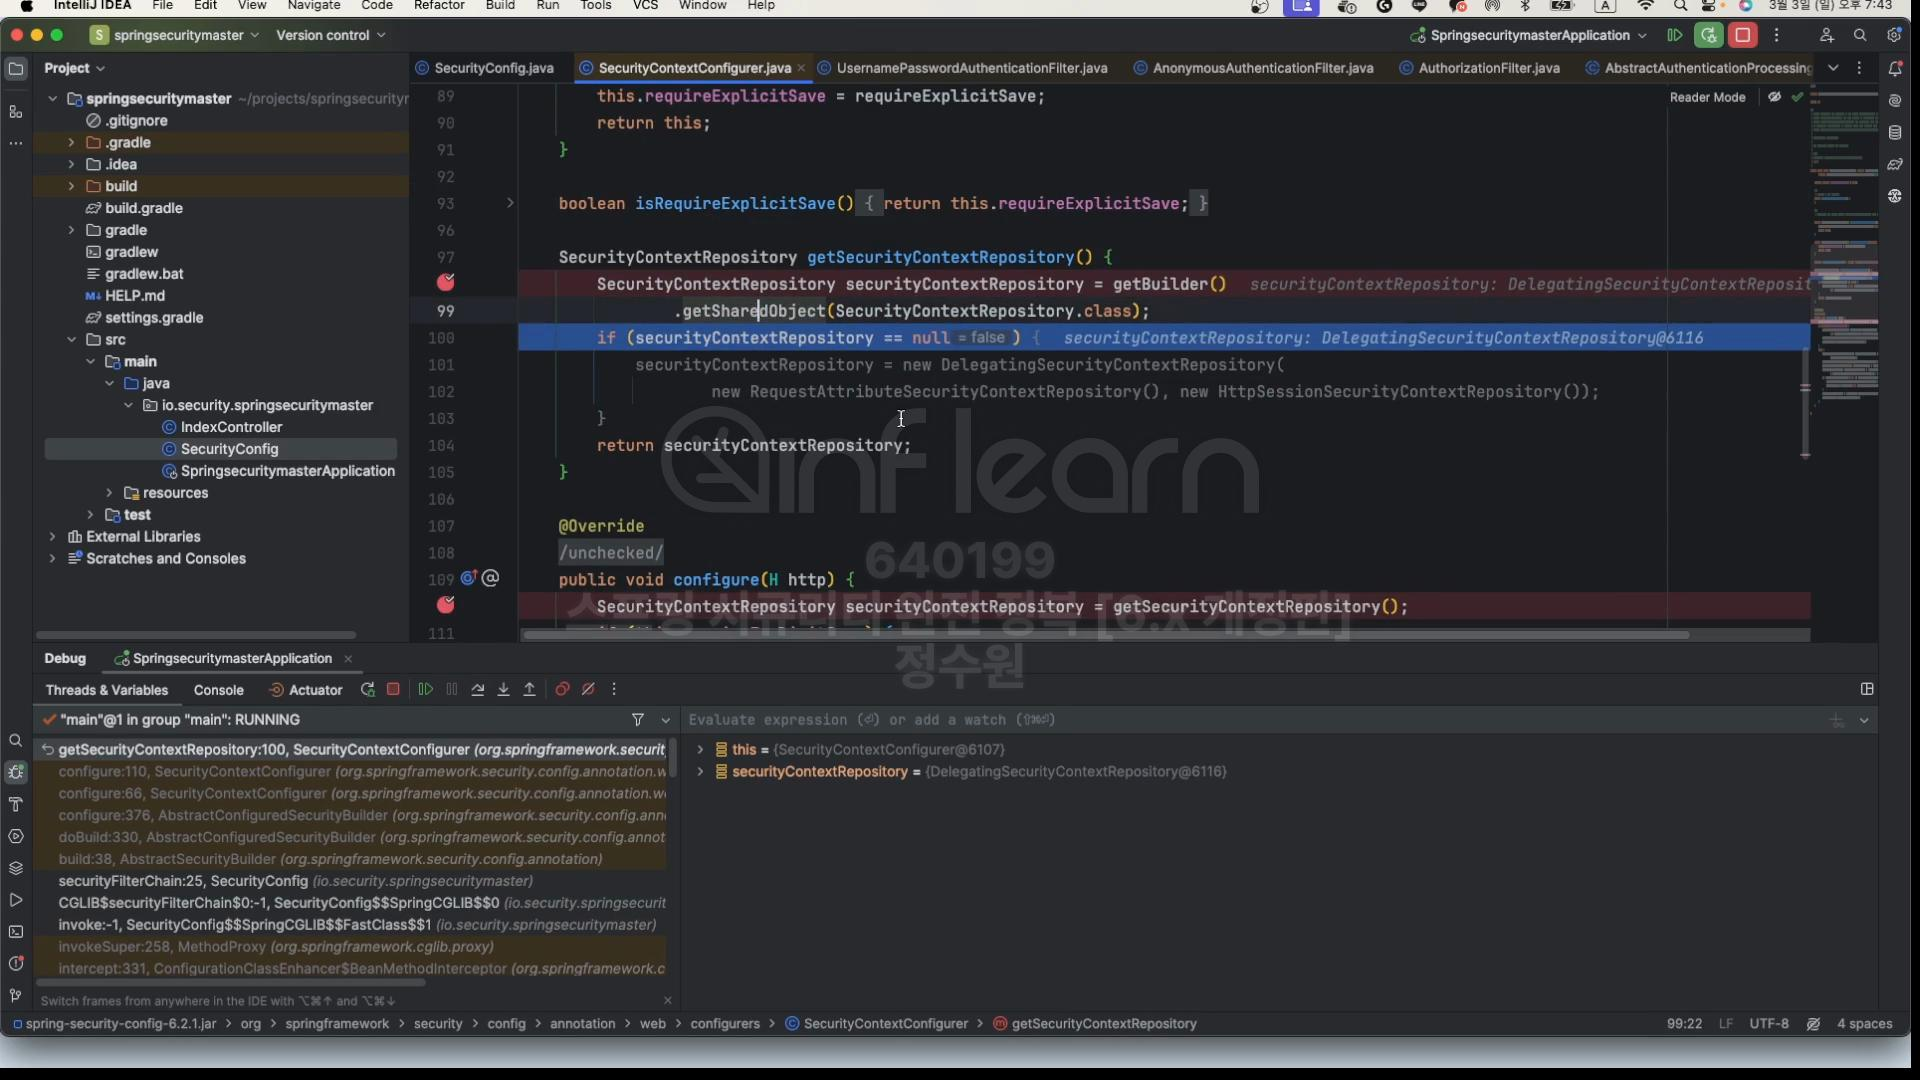 IntelliJ IDEA File Edit View Navigate Code Refactor Build Run Tools VCS Window Help A 3월 3일 (일) 오후 7:43
S springsecuritymaster Version control SpringsecuritymasterApplication
Project
SecurityConfig.java SecurityContextConfigurer.java UsernamePasswordAuthenticationFilter.java AnonymousAuthenticationFilter.java AuthorizationFilter.java AbstractAuthenticationProcessing
Reader Mode
springsecuritymaster ~/projects/springsecurityr
.gitignore
.gradle
.idea
build
build.gradle
gradle
gradlew
gradlew.bat
HELP.md
settings.gradle
src
main
java
io.security.springsecuritymaster
IndexController
SecurityConfig
SpringsecuritymasterApplication
resources
test
External Libraries
Scratches and Consoles
89 this.requireExplicitSave = requireExplicitSave;
90 return this;
91 }
92
93 boolean isRequireExplicitSave() { return this.requireExplicitSave; }
96
97 SecurityContextRepository getSecurityContextRepository() {
SecurityContextRepository securityContextRepository = getBuilder() securityContextRepository: DelegatingSecurityContextReposit
99 .getSharedObject(SecurityContextRepository.class);
100 if (securityContextRepository == null = false ) { securityContextRepository: DelegatingSecurityContextRepository@6116
101 securityContextRepository = new DelegatingSecurityContextRepository(
102 new RequestAttributeSecurityContextRepository(), new HttpSessionSecurityContextRepository());
103 }
104 return securityContextRepository;
105 }
106
107 @Override
108 /unchecked/
109 public void configure(H http) {
SecurityContextRepository securityContextRepository = getSecurityContextRepository();
111
inflearn
640199
스프링 시큐리티 완전 정복 [6.x 개정판]
정수원
Debug SpringsecuritymasterApplication
Threads & Variables Console Actuator
"main"@1 in group "main": RUNNING
Evaluate expression (⏎) or add a watch (⇧⌘⏎)
getSecurityContextRepository:100, SecurityContextConfigurer (org.springframework.securit
configure:110, SecurityContextConfigurer (org.springframework.security.config.annotation.we
configure:66, SecurityContextConfigurer (org.springframework.security.config.annotation.we
configure:376, AbstractConfiguredSecurityBuilder (org.springframework.security.config.ann
doBuild:330, AbstractConfiguredSecurityBuilder (org.springframework.security.config.annot
build:38, AbstractSecurityBuilder (org.springframework.security.config.annotation)
securityFilterChain:25, SecurityConfig (io.security.springsecuritymaster)
CGLIB$securityFilterChain$0:-1, SecurityConfig$$SpringCGLIB$$0 (io.security.springsecurit
invoke:-1, SecurityConfig$$SpringCGLIB$$FastClass$$1 (io.security.springsecuritymaster)
invokeSuper:258, MethodProxy (org.springframework.cglib.proxy)
intercept:331, ConfigurationClassEnhancer$BeanMethodInterceptor (org.springframework.c
this = {SecurityContextConfigurer@6107}
securityContextRepository = {DelegatingSecurityContextRepository@6116}
Switch frames from anywhere in the IDE with ⌥⌘↑ and ⌥⌘↓
spring-security-config-6.2.1.jar > org > springframework > security > config > annotation > web > configurers > SecurityContextConfigurer > getSecurityContextRepository
99:22 LF UTF-8 4 spaces